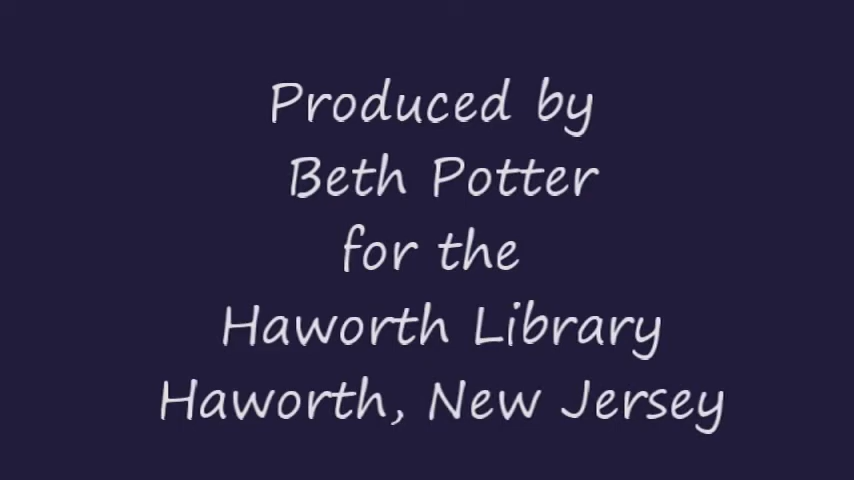 Produced by
Beth Potter
for the
Haworth Library
Haworth, New Jersey